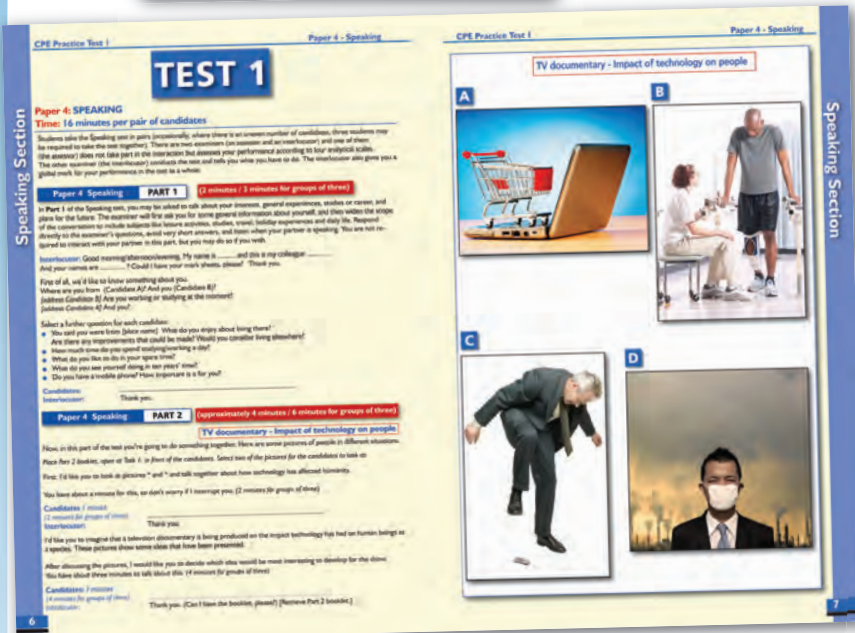 CPE Practice Test 1
Paper 4 - Speaking
Speaking Section
TEST 1
Paper 4: SPEAKING
Time: 16 minutes per pair of candidates
Students take the Speaking test in pairs (occasionally, where there is an uneven number of candidates, three students may
be required to take the test together). There are two examiners (an assessor and an interlocutor) and one of them
(the assessor) does not take part in the interaction but assesses your performance according to four analytical scales.
The other examiner (the interlocutor) conducts the test and tells you what you have to do. The interlocutor also gives you a
global mark for your performance in the test as a whole.
Paper 4 Speaking PART 1 (2 minutes / 3 minutes for groups of three)
In Part 1 of the Speaking test, you may be asked to talk about your interests, general experiences, studies or career, and
plans for the future. The examiner will first ask you for some general information about yourself, and then widen the scope
of the conversation to include subjects like leisure activities, studies, travel, holiday experiences and daily life. Respond
directly to the examiner's questions, avoid very short answers, and listen when your partner is speaking. You are not re-
quired to interact with your partner in this part, but you may do so if you wish.
Interlocutor: Good morning/afternoon/evening. My name is ......... and this is my colleague ..........
And your names are ..........? Could I have your mark sheets, please? Thank you.
First of all, we'd like to know something about you.
Where are you from (Candidate A)? And you (Candidate B)?
[address Candidate B] Are you working or studying at the moment?
[address Candidate A] And you?
Select a further question for each candidate:
You said you were from [place name]. What do you enjoy about living there?
Are there any improvements that could be made? Would you consider living elsewhere?
How much time do you spend studying/working a day?
What do you like to do in your spare time?
What do you see yourself doing in ten years' time?
Do you have a mobile phone? How important is it for you?
Candidates:
Interlocutor: Thank you.
Paper 4 Speaking PART 2 (approximately 4 minutes / 6 minutes for groups of three)
TV documentary - Impact of technology on people
Now, in this part of the test you're going to do something together. Here are some pictures of people in different situations.
Place Part 2 booklet, open at Task 1, in front of the candidates. Select two of the pictures for the candidates to look at.
First, I'd like you to look at pictures * and * and talk together about how technology has affected humanity.
You have about a minute for this, so don't worry if I interrupt you. (2 minutes for groups of three)
Candidates 1 minute
(2 minutes for groups of three)
Interlocutor: Thank you.
I'd like you to imagine that a television documentary is being produced on the impact technology has had on human beings as
a species. These pictures show some ideas that have been presented.
After discussing the pictures, I would like you to decide which idea would be most interesting to develop for the show.
You have about three minutes to talk about this. (4 minutes for groups of three)
Candidates: 3 minutes
(4 minutes for groups of three)
Interlocutor: Thank you. (Can I have the booklet, please?) [Retrieve Part 2 booklet.]
6
CPE Practice Test 1
Paper 4 - Speaking
TV documentary - Impact of technology on people
A
B
C
D
Speaking Section
7